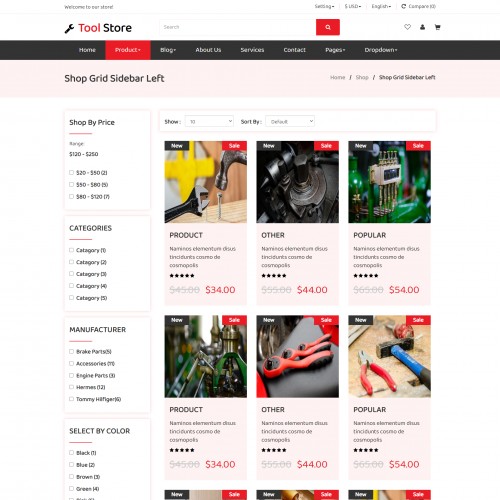 Welcome to our store!
Setting
$ USD
English
Compare (0)
Tool Store
Search
Home
Product
Blog
About Us
Services
Contact
Pages
Dropdown
Shop Grid Sidebar Left
Home / Shop / Shop Grid Sidebar Left
Shop By Price
Range:
$120 - $250
$20 - $50 (2)
$50 - $80 (5)
$80 - $120 (7)
CATEGORIES
Catagory (1)
Catagory (2)
Catagory (3)
Catagory (4)
Catagory (5)
MANUFACTURER
Brake Parts(5)
Accessories (11)
Engine Parts (3)
Hermes (12)
Tommy Hilfiger(6)
SELECT BY COLOR
Black (1)
Blue (2)
Brown (3)
Green (4)
Show :
10
Sort By :
Default
New
Sale
PRODUCT
Naminos elementum disus
tincidunts cosmo de
cosmopolis
$45.00 $34.00
New
Sale
OTHER
Naminos elementum disus
tincidunts cosmo de
cosmopolis
$55.00 $44.00
New
Sale
POPULAR
Naminos elementum disus
tincidunts cosmo de
cosmopolis
$65.00 $54.00
New
Sale
PRODUCT
Naminos elementum disus
tincidunts cosmo de
cosmopolis
$45.00 $34.00
New
Sale
OTHER
Naminos elementum disus
tincidunts cosmo de
cosmopolis
$55.00 $44.00
New
Sale
POPULAR
Naminos elementum disus
tincidunts cosmo de
cosmopolis
$65.00 $54.00
New
Sale
New
Sale
New
Sale